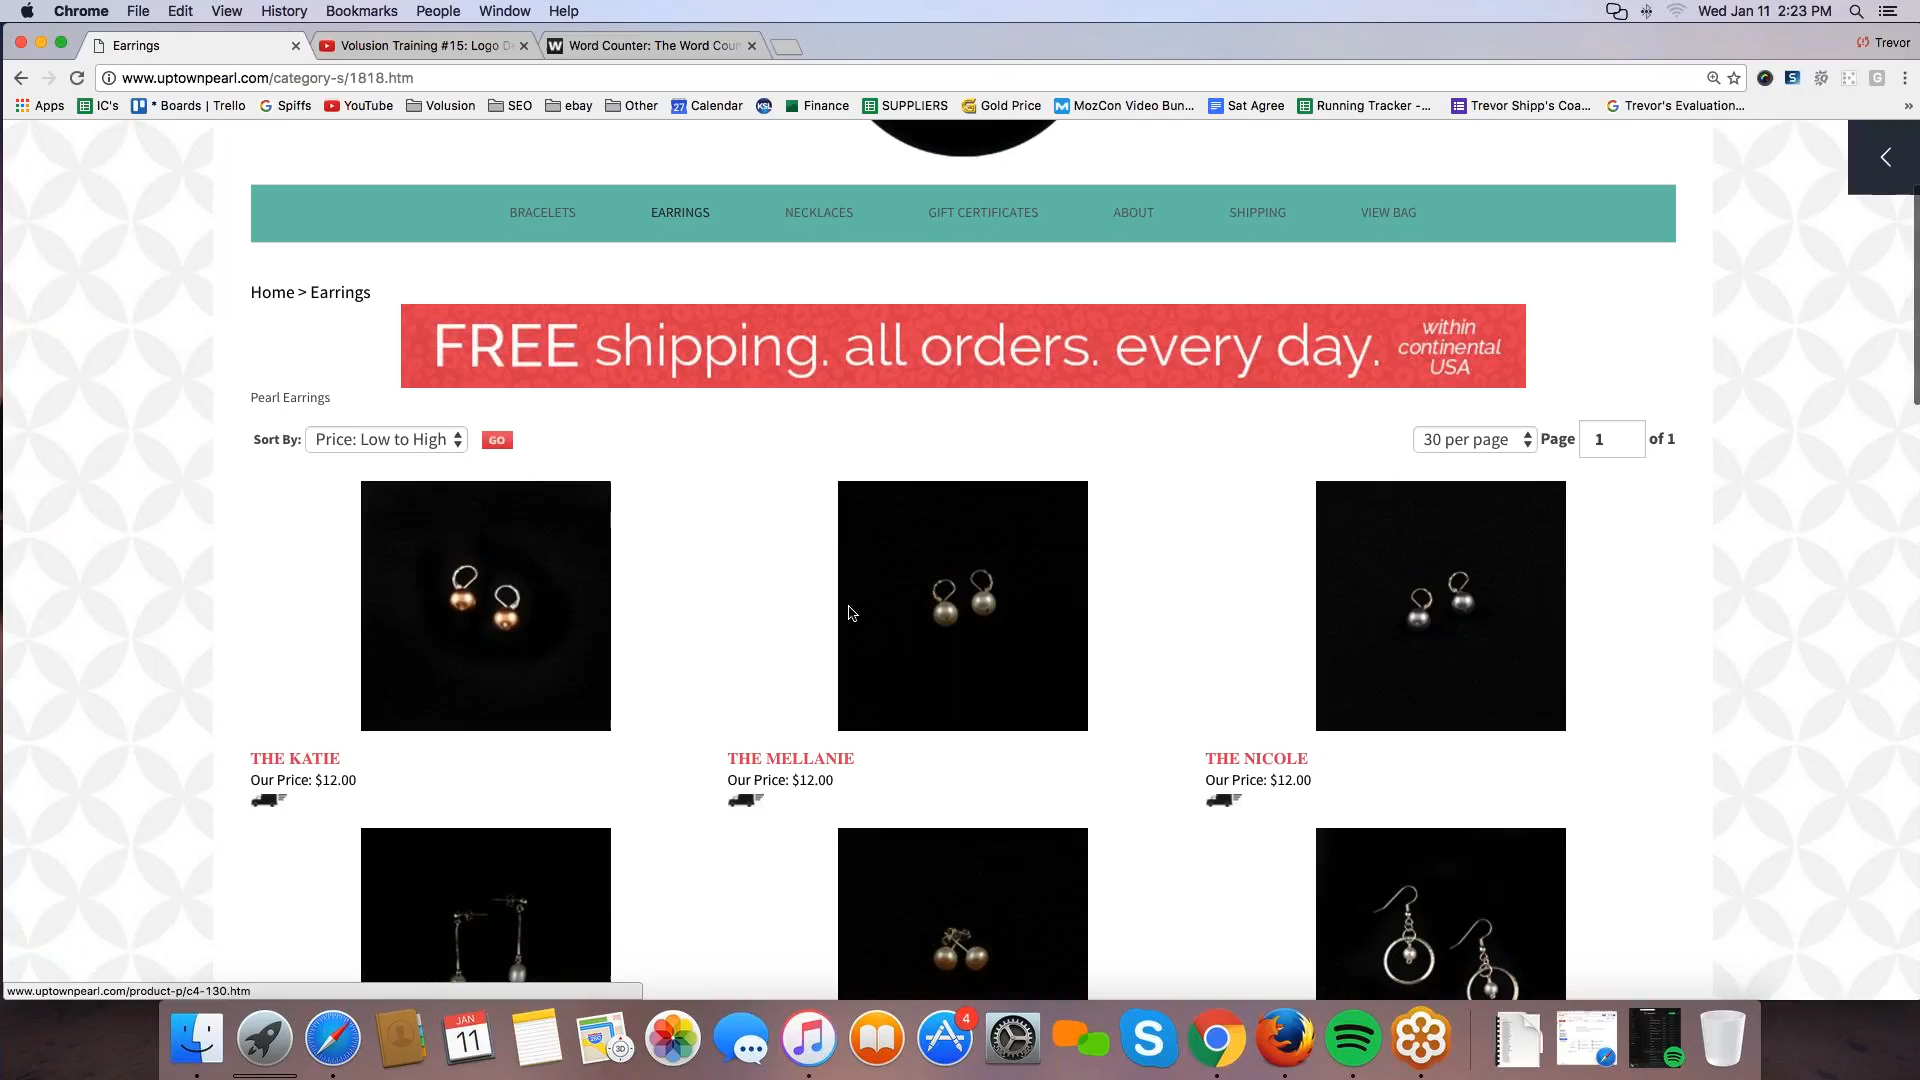 Chrome File Edit View History Bookmarks People Window Help Wed Jan 11 2:23 PM
Earrings Volusion Training #15: Logo D Word Counter: The Word Coun Trevor
www.uptownpearl.com/category-s/1818.htm
Apps IC's * Boards | Trello Spiffs YouTube Volusion SEO ebay Other 27 Calendar KSL Finance SUPPLIERS Gold Price MozCon Video Bun... Sat Agree Running Tracker -... Trevor Shipp's Coa... Trevor's Evaluation... »
BRACELETS EARRINGS NECKLACES GIFT CERTIFICATES ABOUT SHIPPING VIEW BAG
Home > Earrings
FREE shipping. all orders. every day. within
continental
USA
Pearl Earrings
Sort By: Price: Low to High GO 30 per page Page 1 of 1
THE KATIE THE MELLANIE THE NICOLE
Our Price: $12.00 Our Price: $12.00 Our Price: $12.00
www.uptownpearl.com/product-p/c4-130.htm
JAN
11
280
3D
4
S